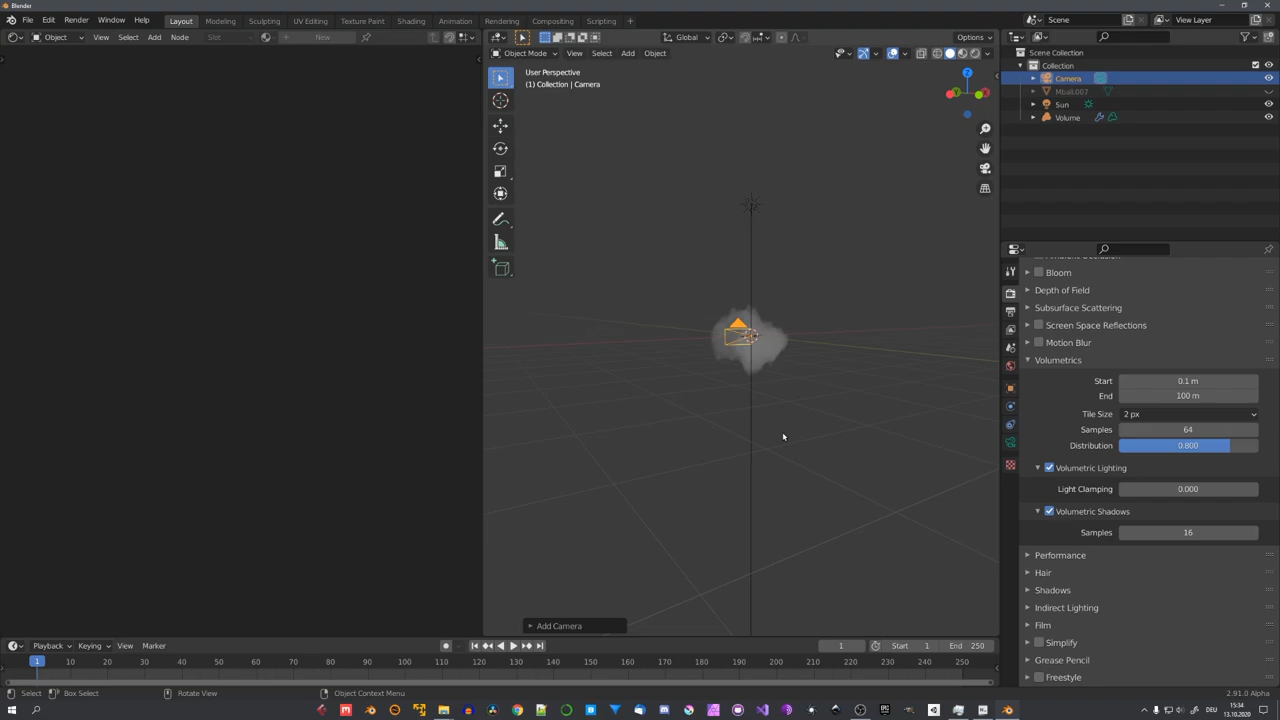 Blender
File Edit Render Window Help Layout Modeling Sculpting UV Editing Texture Paint Shading Animation Rendering Compositing Scripting + Scene View Layer
Object View Select Add Node Slot New Global Options
Object Mode View Select Add Object
User Perspective
(1) Collection | Camera
Z
Y
X
Scene Collection
Collection
Camera
Mball.007
Sun
Volume
Bloom
Depth of Field
Subsurface Scattering
Screen Space Reflections
Motion Blur
Volumetrics
Start 0.1 m
End 100 m
Tile Size 2 px
Samples 64
Distribution 0.800
Volumetric Lighting
Light Clamping 0.000
Volumetric Shadows
Samples 16
Performance
Hair
Shadows
Indirect Lighting
Film
Simplify
Grease Pencil
Freestyle
Add Camera
Playback Keying View Marker 1 Start 1 End 250
1 10 20 30 40 50 60 70 80 90 100 110 120 130 140 150 160 170 180 190 200 210 220 230 240 250
Select Box Select Rotate View Object Context Menu 2.91.0 Alpha
DEU 15:34
13.10.2020